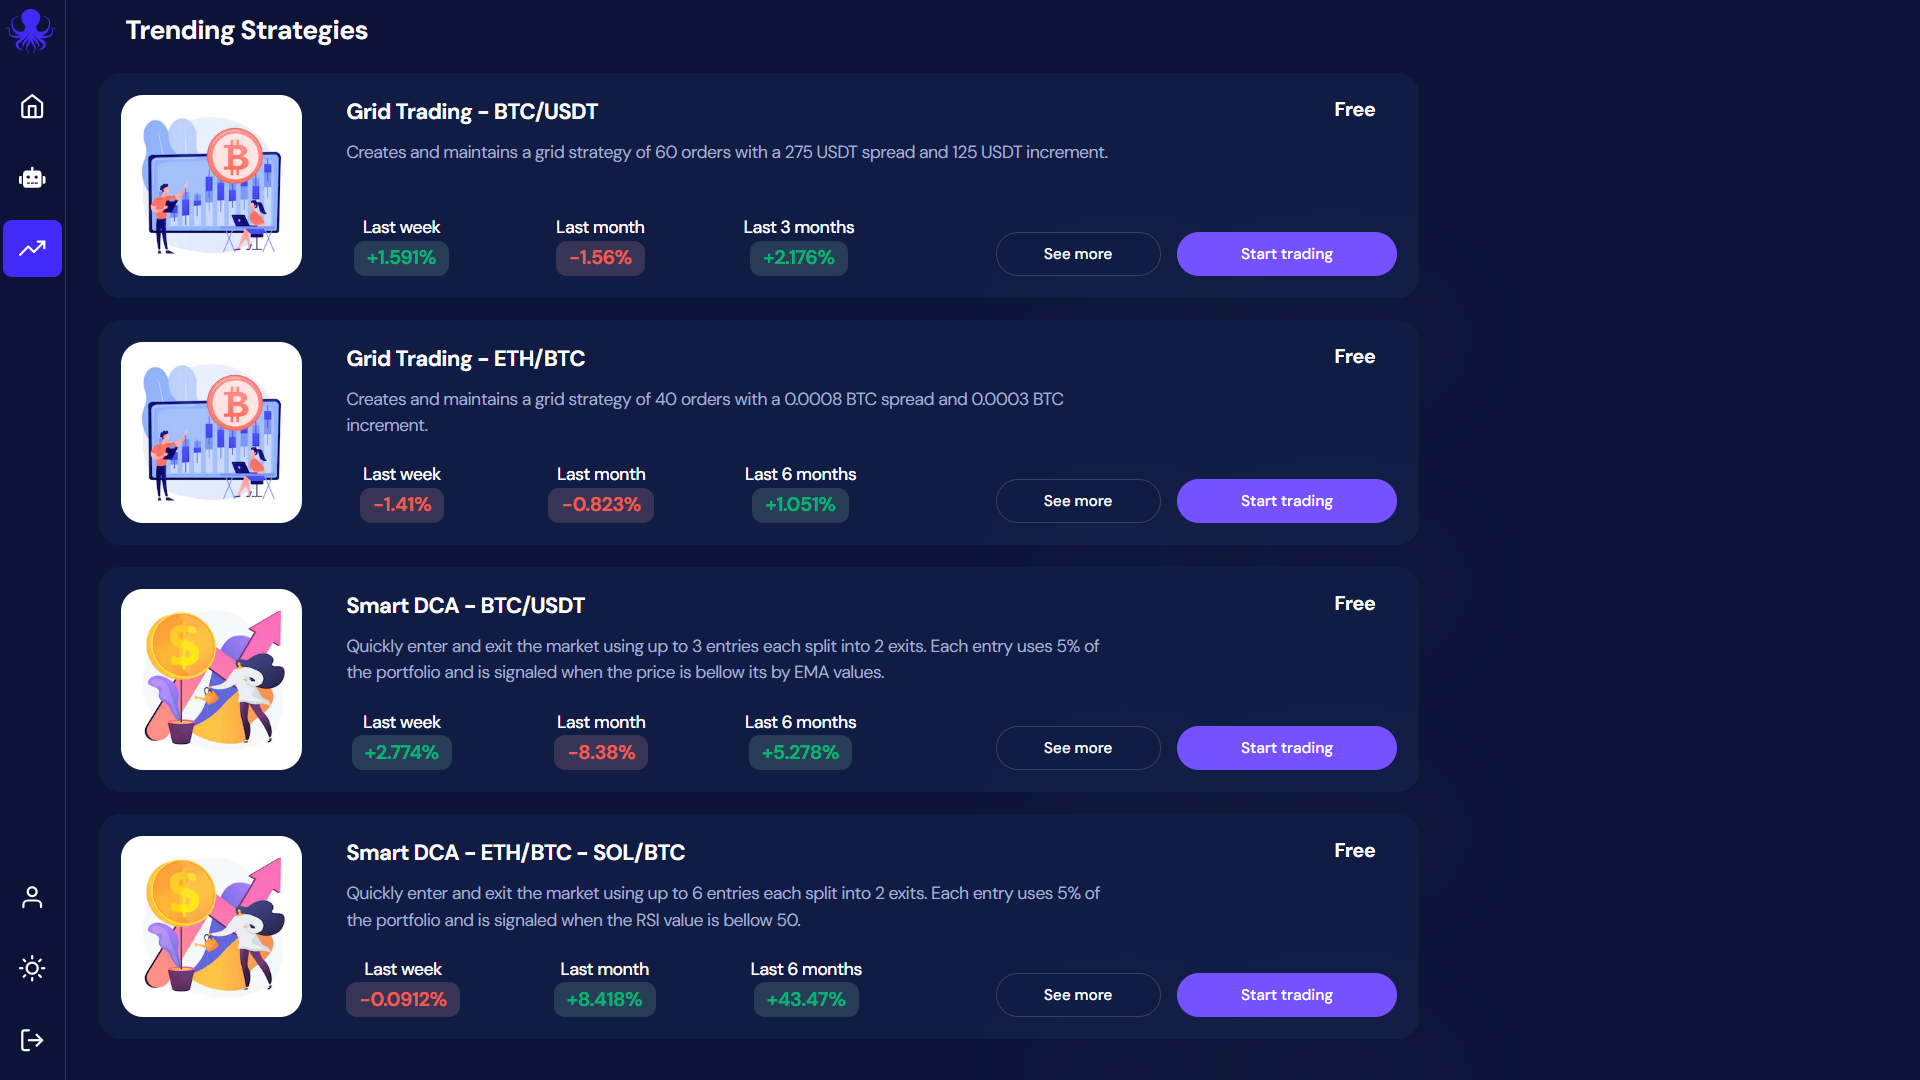 Trending Strategies
Grid Trading - BTC/USDT
Free
Creates and maintains a grid strategy of 60 orders with a 275 USDT spread and 125 USDT increment.
Last week
Last month
Last 3 months
+1.591%
-1.56%
+2.176%
See more
Start trading
Grid Trading - ETH/BTC
Free
Creates and maintains a grid strategy of 40 orders with a 0.0008 BTC spread and 0.0003 BTC
increment.
Last week
Last month
Last 6 months
-1.41%
-0.823%
+1.051%
See more
Start trading
Smart DCA - BTC/USDT
Free
Quickly enter and exit the market using up to 3 entries each split into 2 exits. Each entry uses 5% of
the portfolio and is signaled when the price is bellow its by EMA values.
Last week
Last month
Last 6 months
+2.774%
-8.38%
+5.278%
See more
Start trading
Smart DCA - ETH/BTC - SOL/BTC
Free
Quickly enter and exit the market using up to 6 entries each split into 2 exits. Each entry uses 5% of
the portfolio and is signaled when the RSI value is bellow 50.
Last week
Last month
Last 6 months
-0.0912%
+8.418%
+43.47%
See more
Start trading